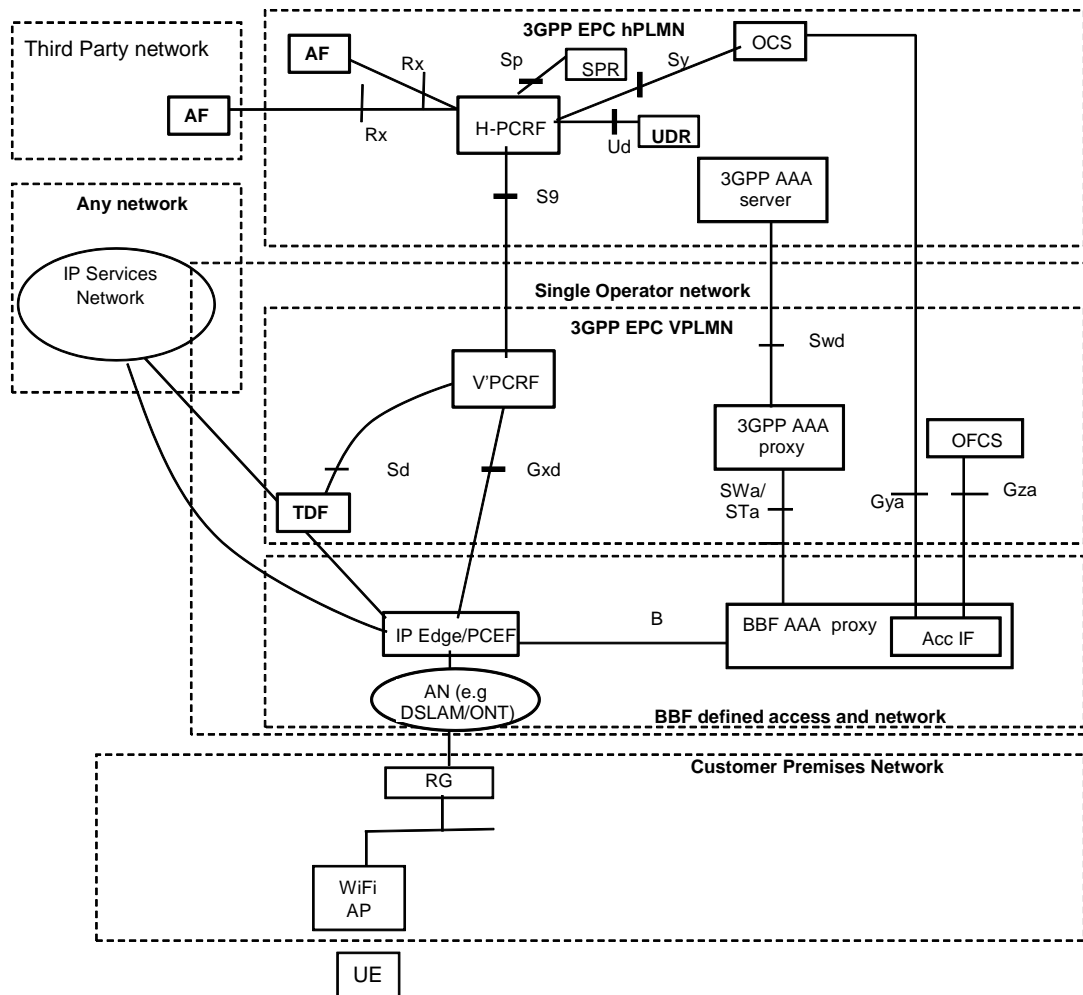 3GPP EPC hPLMN
Third Party network
AF
Rx
Sp
SPR
Sy
OCS
AF
Rx
H-PCRF
Ud
UDR
S9
3GPP AAA
server
Any network
IP Services
Network
Single Operator network
3GPP EPC VPLMN
Swd
V'PCRF
3GPP AAA
proxy
OFCS
Sd
Gxd
SWa/
STa
Gya
Gza
TDF
IP Edge/PCEF
B
BBF AAA proxy
Acc IF
AN (e.g
DSLAM/ONT)
BBF defined access and network
Customer Premises Network
RG
WiFi
AP
UE